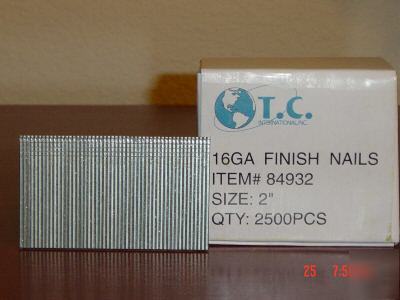 T.C.
INTERNATIONAL INC.
16GA FINISH NAILS
ITEM# 84932
SIZE: 2"
QTY: 2500PCS
25